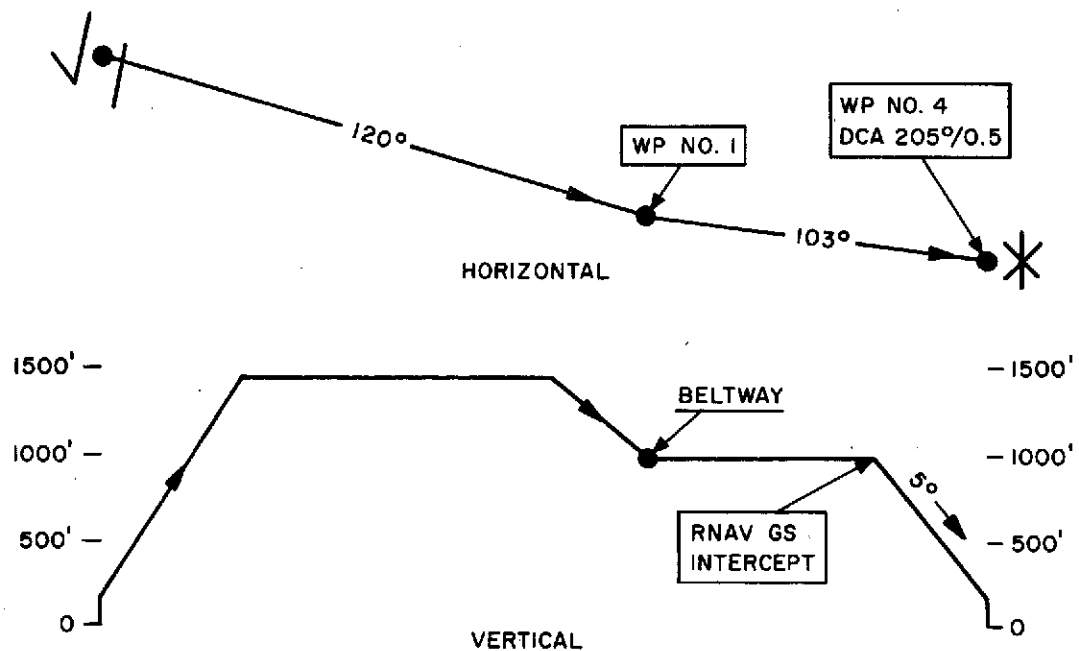 WP NO. 4
DCA 205°/0.5
120°
WP NO. 1
103°
HORIZONTAL
1500'
1500'
BELTWAY
1000'
1000'
5°
500'
RNAV GS
INTERCEPT
500'
0
0
VERTICAL